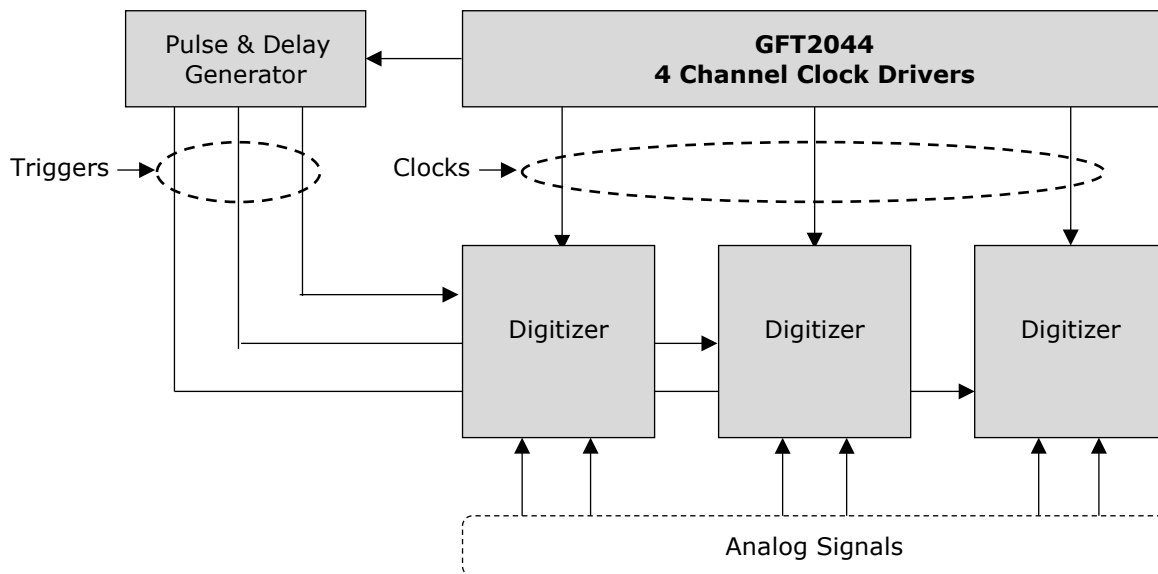 Pulse & Delay
Generator
GFT2044
4 Channel Clock Drivers
Triggers
Clocks
Digitizer
Digitizer
Digitizer
Analog Signals